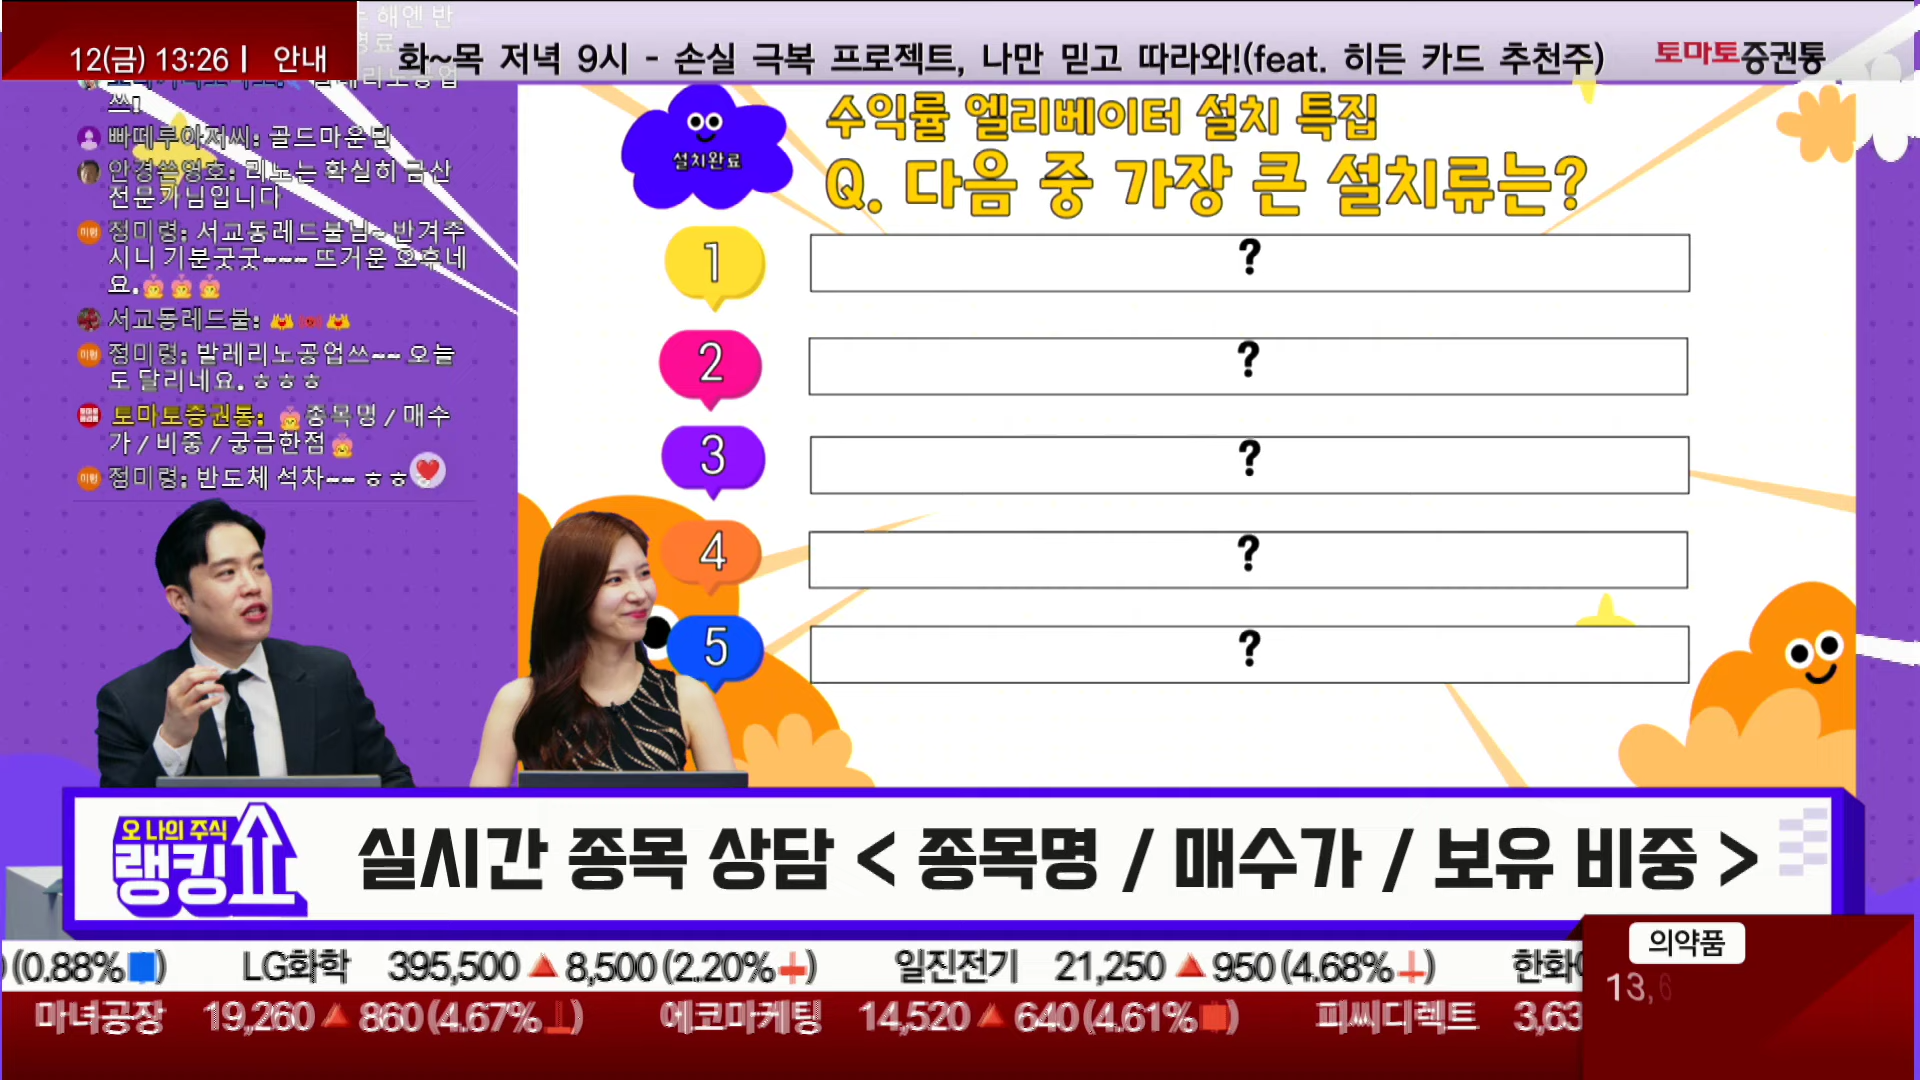 12(금) 13:26 | 안내
화~목 저녁 9시 - 손실 극복 프로젝트, 나만 믿고 따라와!(feat. 히든 카드 추천주)
토마토증권통
쓰!
빠떼루아저씨: 골드마운틴
안경쓴영호: 리노는 확실히 금산
전문가님입니다
정미령: 서교동레드불님~반겨주
시니 기분굿굿~~~ 뜨거운 오후네
요.
서교동레드불:
정미령: 발레리노공업쓰~~ 오늘
도 달리네요. ㅎㅎㅎ
토마토증권통: 종목명 / 매수
가 / 비중 / 궁금한점
정미령: 반도체 석차~~ ㅎㅎ
설치완료
수익률 엘리베이터 설치 특집
Q. 다음 중 가장 큰 설치류는?
1 ?
2 ?
3 ?
4 ?
5 ?
오 나의 주식
랭킹쇼
실시간 종목 상담 < 종목명 / 매수가 / 보유 비중 >
(0.88% ) LG화학 395,500 ▲ 8,500 (2.20% ) 일진전기 21,250 ▲ 950 (4.68% ) 한화
마녀공장 19,260 ▲ 860 (4.67% ) 에코마케팅 14,520 ▲ 640 (4.61% ) 피씨디렉트 3,63
의약품
13,6